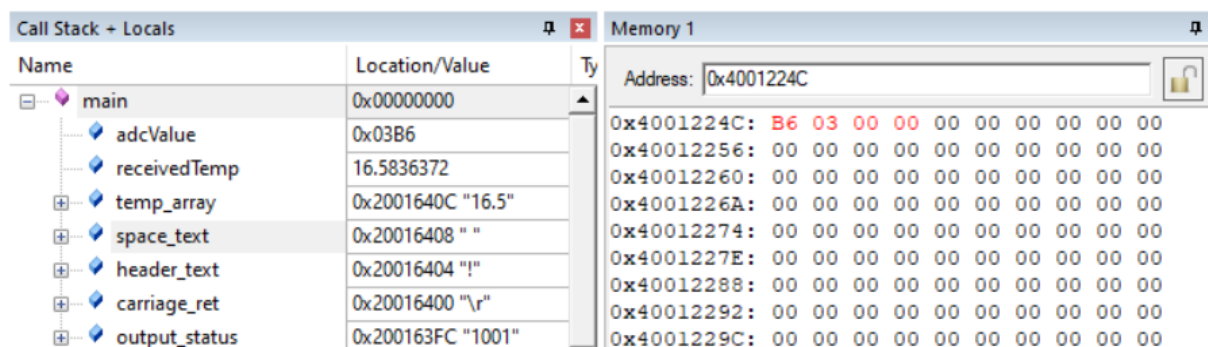 Call Stack + Locals
Name Location/Value Ty
main 0x00000000
adcValue 0x03B6
receivedTemp 16.5836372
temp_array 0x2001640C "16.5"
space_text 0x20016408 " "
header_text 0x20016404 "!"
carriage_ret 0x20016400 "\r"
output_status 0x200163FC "1001"
Memory 1
Address: 0x4001224C
0x4001224C: B6 03 00 00 00 00 00 00 00 00
0x40012256: 00 00 00 00 00 00 00 00 00 00
0x40012260: 00 00 00 00 00 00 00 00 00 00
0x4001226A: 00 00 00 00 00 00 00 00 00 00
0x40012274: 00 00 00 00 00 00 00 00 00 00
0x4001227E: 00 00 00 00 00 00 00 00 00 00
0x40012288: 00 00 00 00 00 00 00 00 00 00
0x40012292: 00 00 00 00 00 00 00 00 00 00
0x4001229C: 00 00 00 00 00 00 00 00 00 00